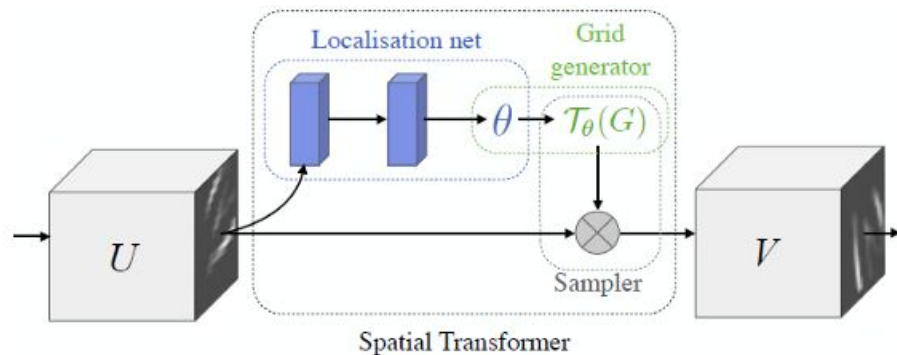 Localisation net
Grid
generator
θ
𝒯θ(G)
U
V
Sampler
Spatial Transformer